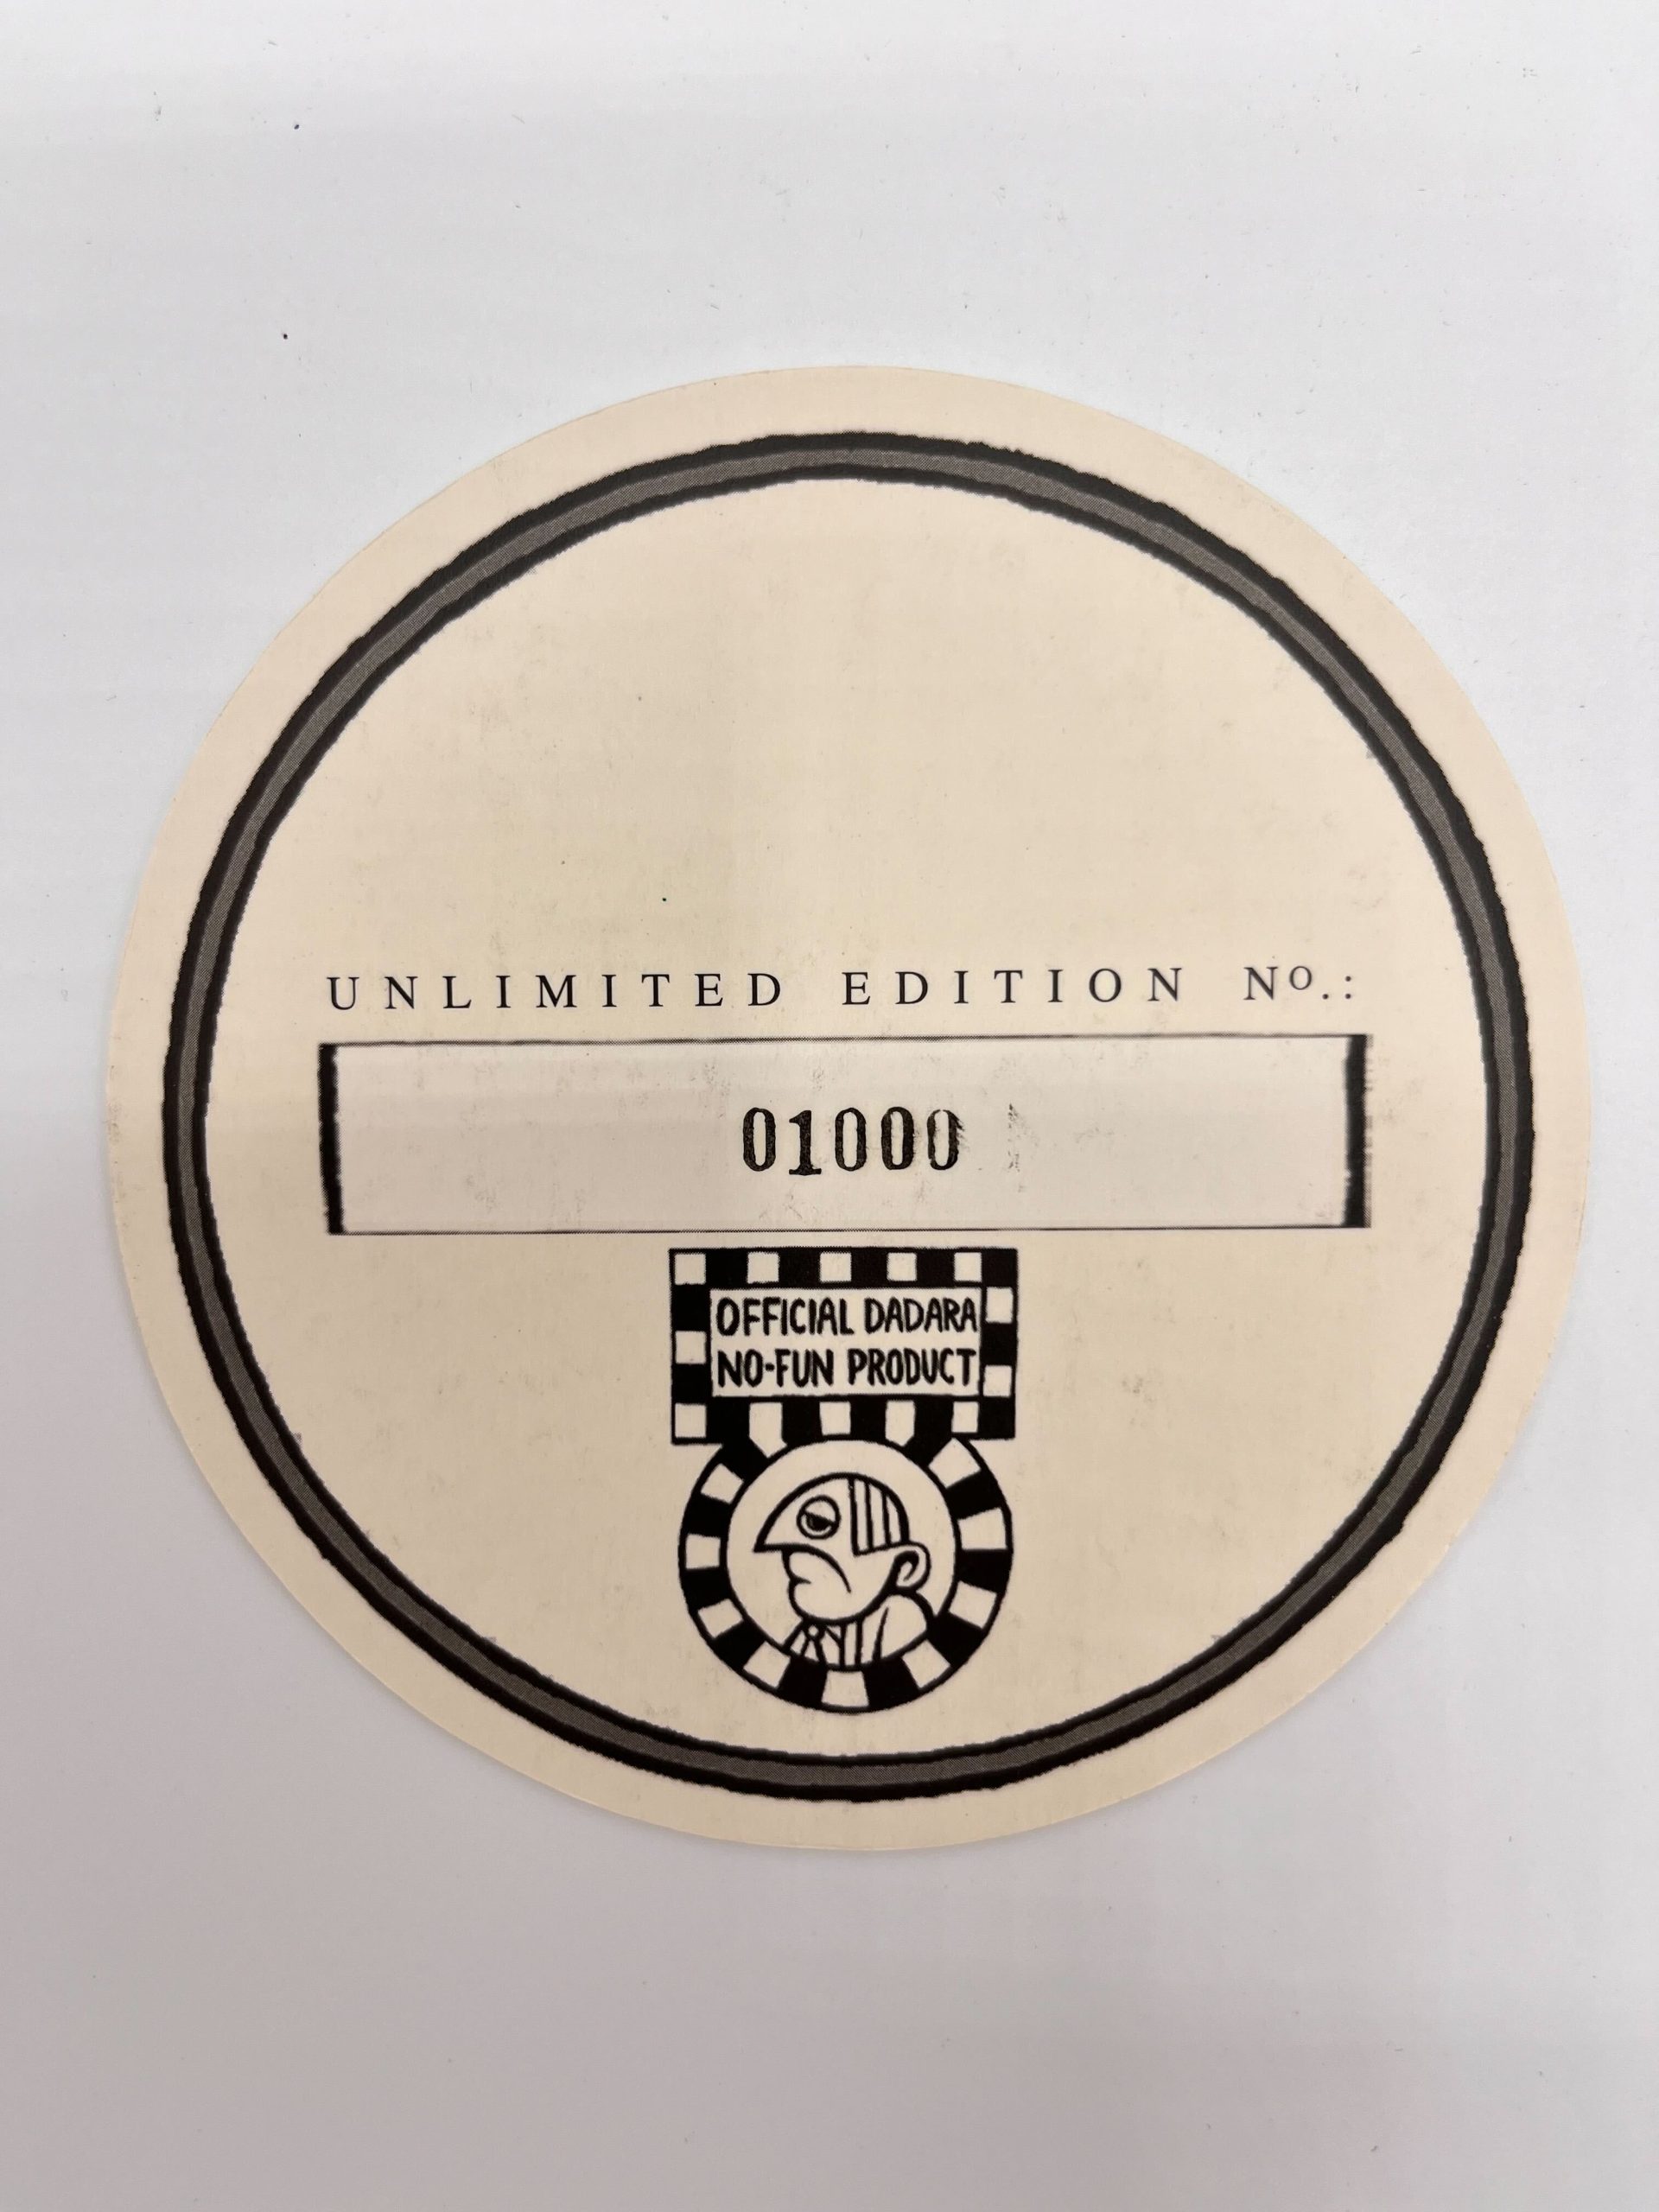 UNLIMITED EDITION Nº.:
01000
OFFICIAL DADARA
NO-FUN PRODUCT